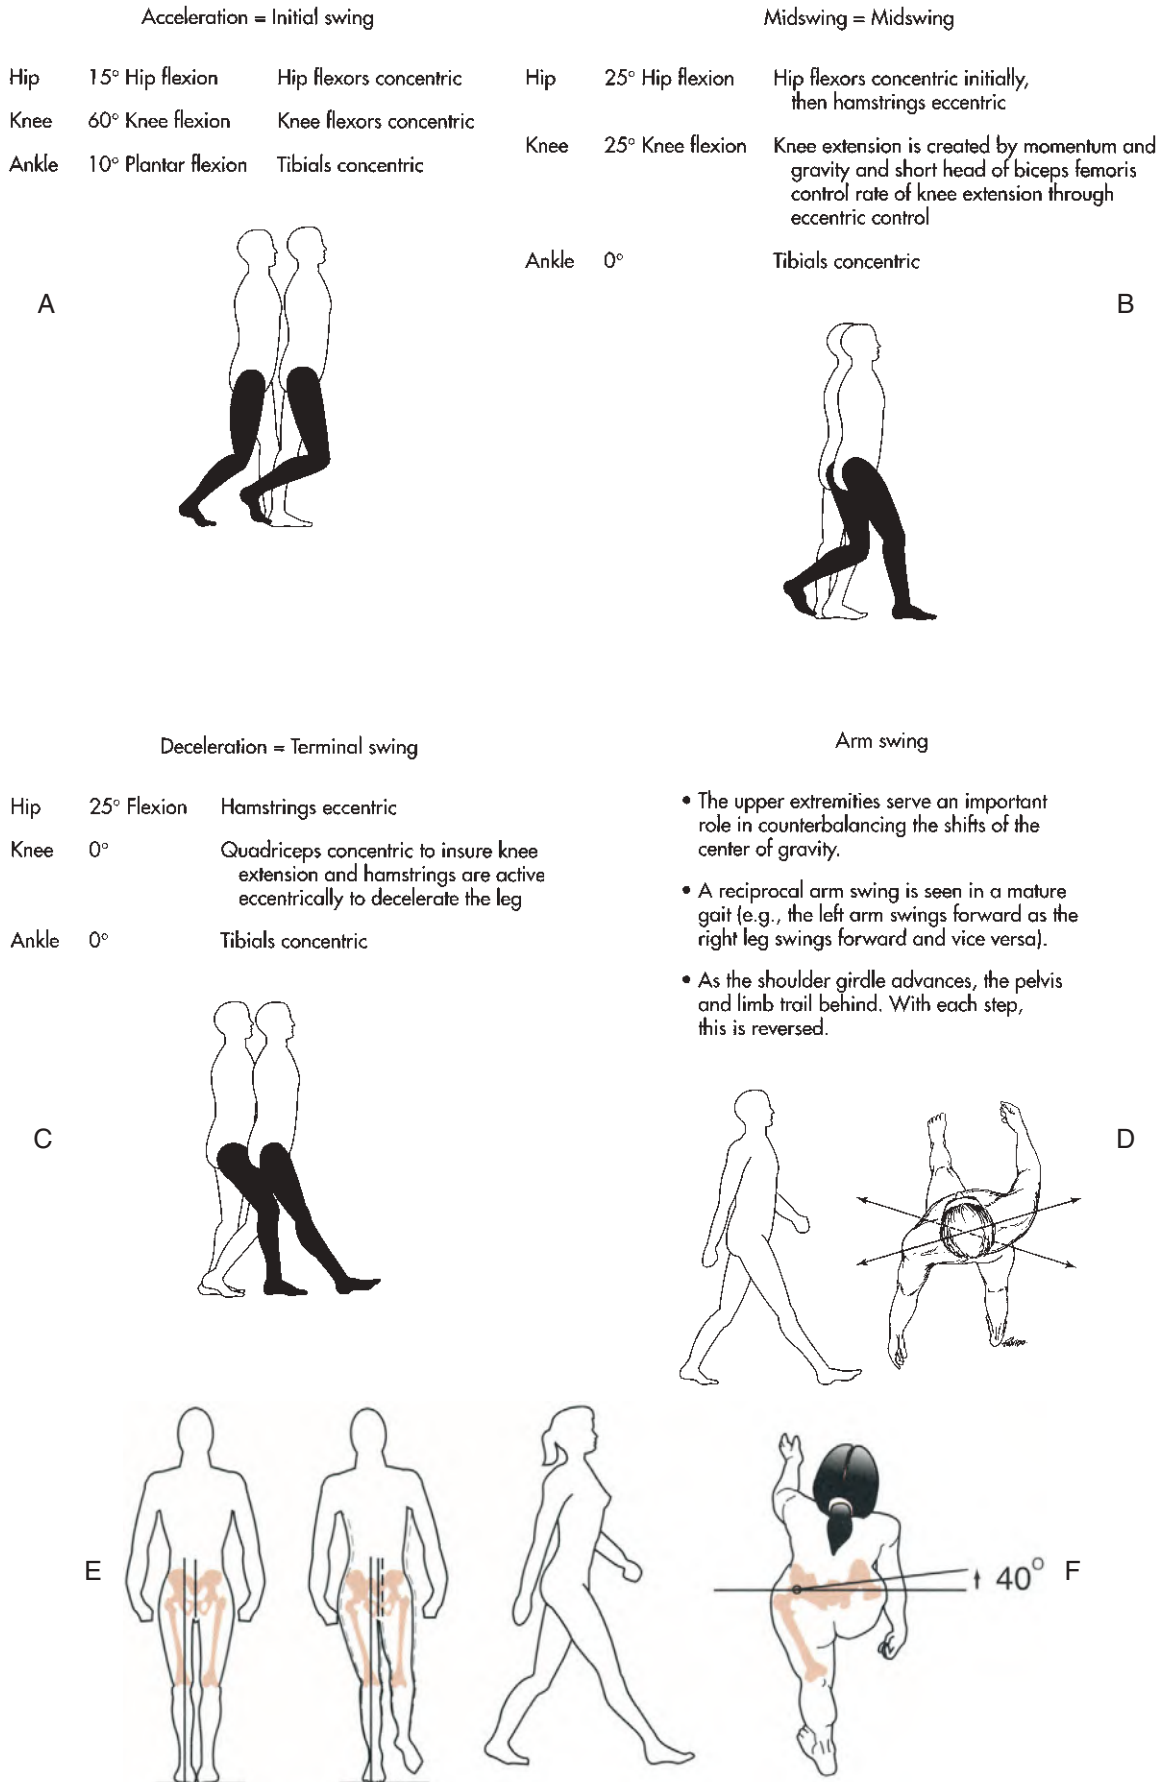 Acceleration = Initial swing
Hip 15° Hip flexion Hip flexors concentric
Knee 60° Knee flexion Knee flexors concentric
Ankle 10° Plantar flexion Tibials concentric
A
Midswing = Midswing
Hip 25° Hip flexion Hip flexors concentric initially,
then hamstrings eccentric
Knee 25° Knee flexion Knee extension is created by momentum and
gravity and short head of biceps femoris
control rate of knee extension through
eccentric control
Ankle 0° Tibials concentric
B
Deceleration = Terminal swing
Hip 25° Flexion Hamstrings eccentric
Knee 0° Quadriceps concentric to insure knee
extension and hamstrings are active
eccentrically to decelerate the leg
Ankle 0° Tibials concentric
C
Arm swing
• The upper extremities serve an important
role in counterbalancing the shifts of the
center of gravity.
• A reciprocal arm swing is seen in a mature
gait (e.g., the left arm swings forward as the
right leg swings forward and vice versa).
• As the shoulder girdle advances, the pelvis
and limb trail behind. With each step,
this is reversed.
D
E
40°
F